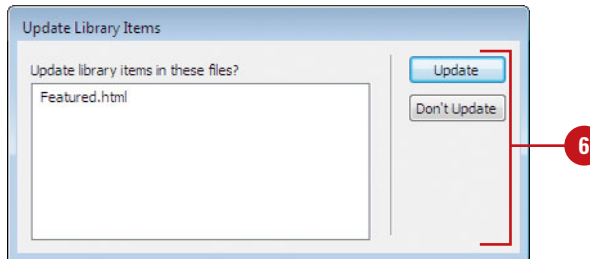 Update Library Items
Update library items in these files?
Featured.html
Update
Don't Update
6